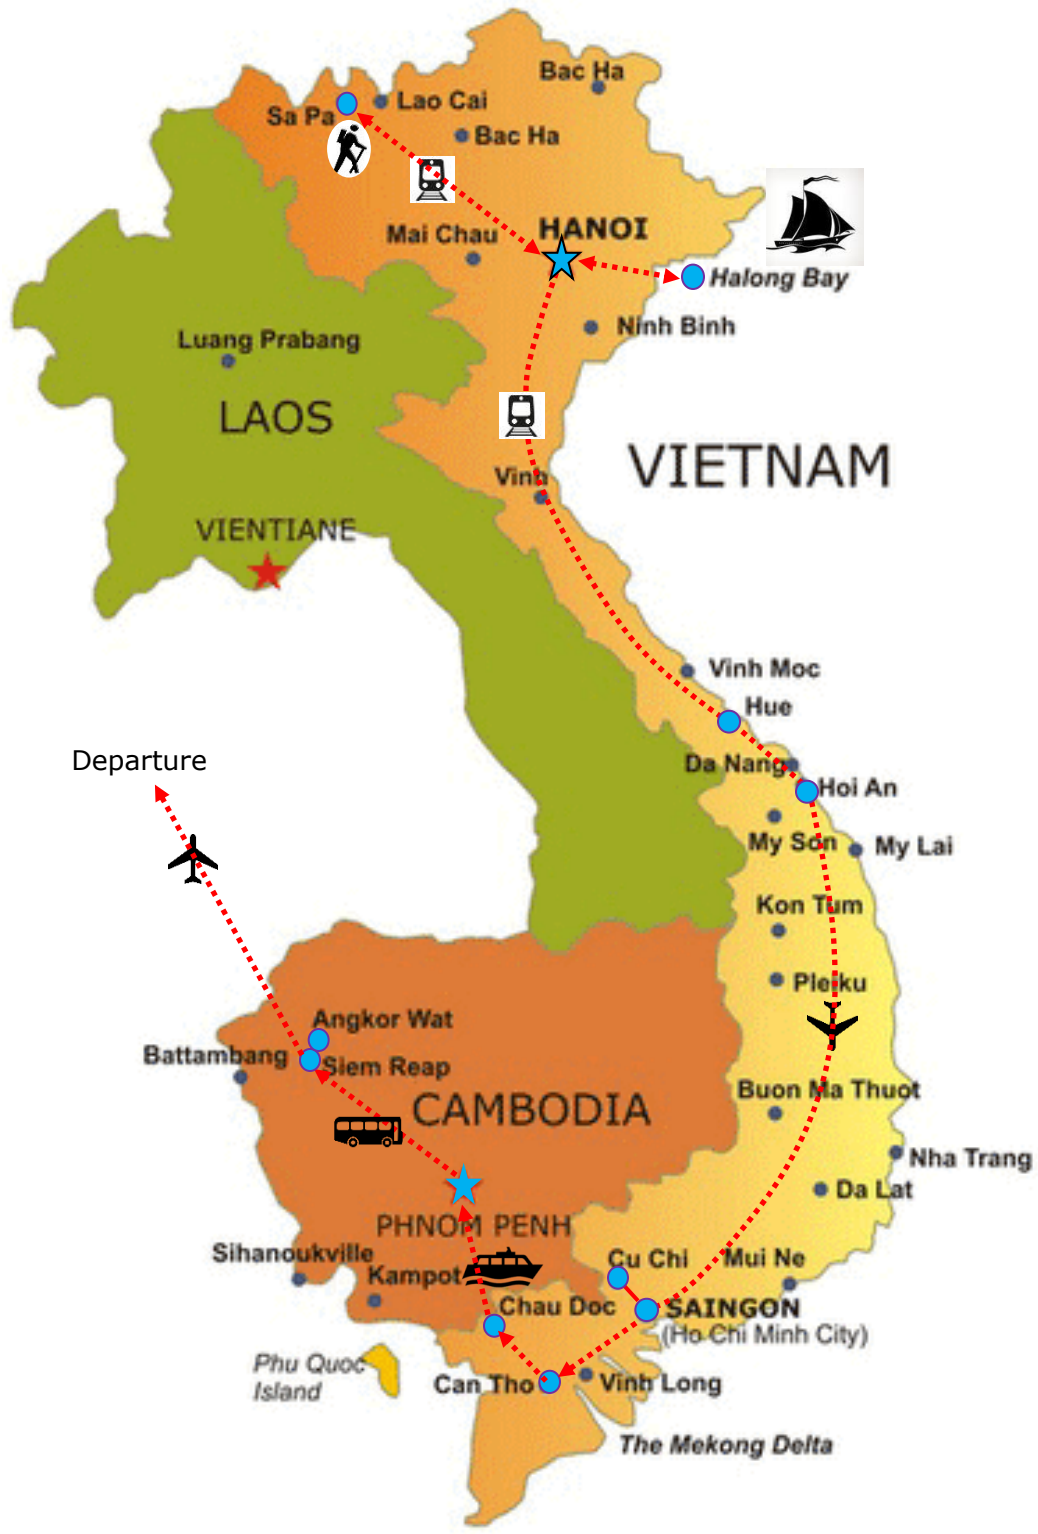 Bac Ha
Lao Cai
Sa Pa
Bac Ha
HANOI
Mai Chau
Halong Bay
Ninh Binh
Luang Prabang
LAOS
VIETNAM
Vinh
VIENTIANE
Vinh Moc
Hue
Departure
Da Nang
Hoi An
My Son
My Lai
Kon Tum
Pleiku
Angkor Wat
Battambang
Siem Reap
Buon Ma Thuot
CAMBODIA
Nha Trang
Da Lat
PHNOM PENH
Sihanoukville
Cu Chi
Mui Ne
Kampot
Chau Doc
SAINGON
(Ho Chi Minh City)
Phu Quoc
Island
Can Tho
Vinh Long
The Mekong Delta